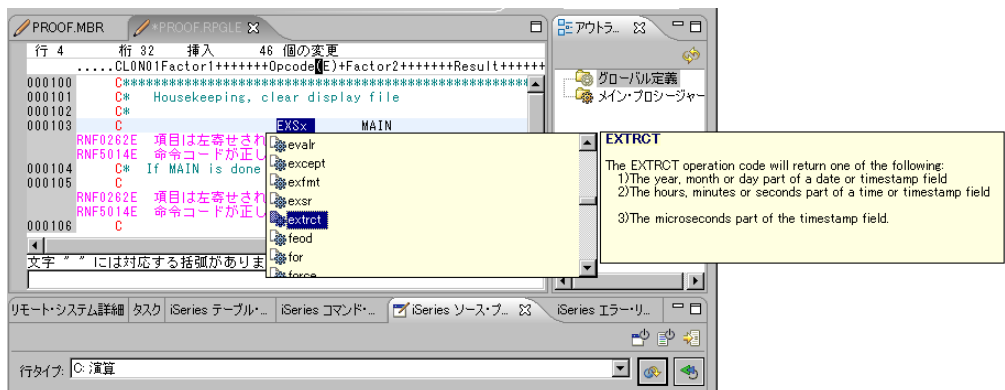 PROOF.MBR
*PROOF.RPGLE
行 4 桁 32 挿入 46 個の変更
.....CL0N01Factor1+++++++Opcode(E)+Factor2+++++++Result++++++
000100 C**************************************************
000101 C* Housekeeping, clear display file
000102 C*
000103 C EXSx MAIN
RNF0262E 項目は左寄せされ
RNF5014E 命令コードが正し
000104 C* If MAIN is done
000105 C
RNF0262E 項目は左寄せされ
RNF5014E 命令コードが正し
000106 C
文字 " " には対応する括弧がありま
evalr
except
exfmt
exsr
extrct
feod
for
force
アウトラ...
グローバル定義
メイン・プロシージャー
EXTRCT
The EXTRCT operation code will return one of the following:
1)The year, month or day part of a date or timestamp field
2)The hours, minutes or seconds part of a time or timestamp field
3)The microseconds part of the timestamp field.
リモート・システム詳細
タスク
iSeries テーブル・...
iSeries コマンド・...
iSeries ソース・プ...
iSeries エラー・リ...
行タイプ: C: 演算